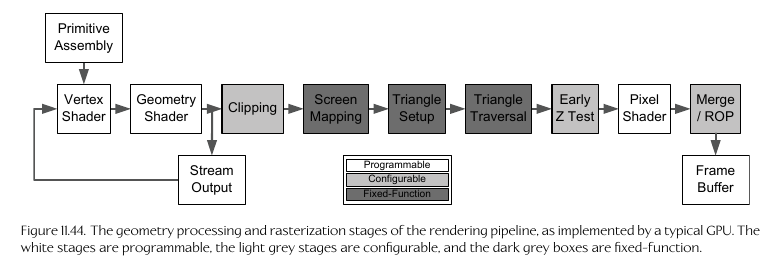 Primitive
Assembly
Vertex
Shader
Geometry
Shader
Clipping
Screen
Mapping
Triangle
Setup
Triangle
Traversal
Early
Z Test
Pixel
Shader
Merge
/ ROP
Stream
Output
Programmable
Configurable
Fixed-Function
Frame
Buffer
Figure 11.44. The geometry processing and rasterization stages of the rendering pipeline, as implemented by a typical GPU. The
white stages are programmable, the light grey stages are configurable, and the dark grey boxes are fixed-function.